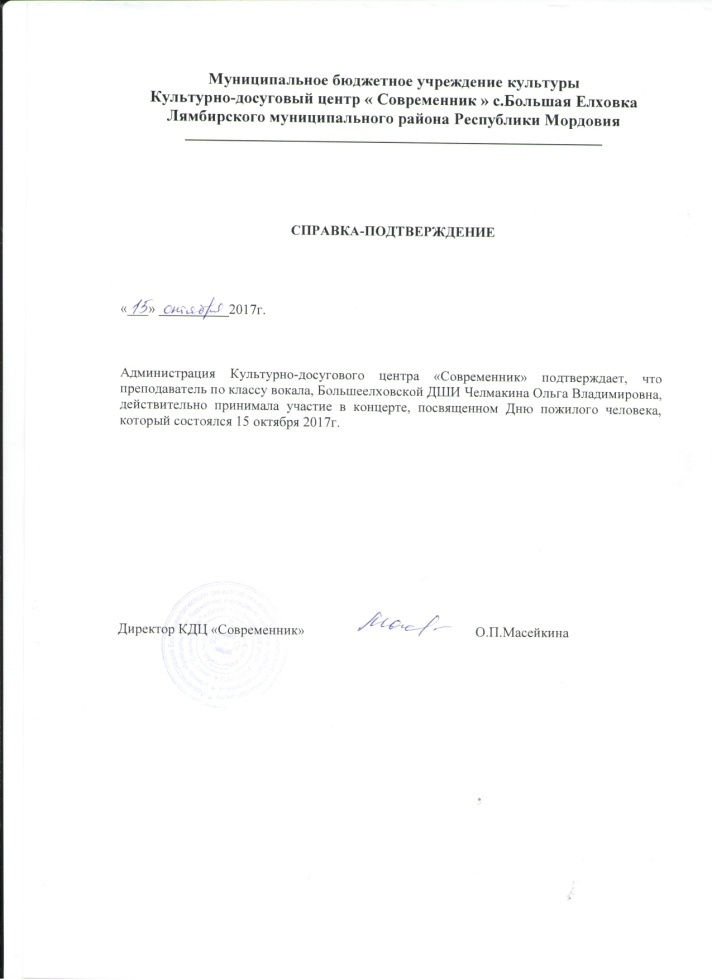 Муниципальное бюджетное учреждение культуры
Культурно-досуговый центр « Современник » с.Большая Елховка
Лямбирского муниципального района Республики Мордовия
СПРАВКА-ПОДТВЕРЖДЕНИЕ
«15» октября 2017г.
Администрация Культурно-досугового центра «Современник» подтверждает, что
преподаватель по классу вокала, Большеелховской ДШИ Челмакина Ольга Владимировна,
действительно принимала участие в концерте, посвященном Дню пожилого человека,
который состоялся 15 октября 2017г.
Директор КДЦ «Современник» О.П.Масейкина